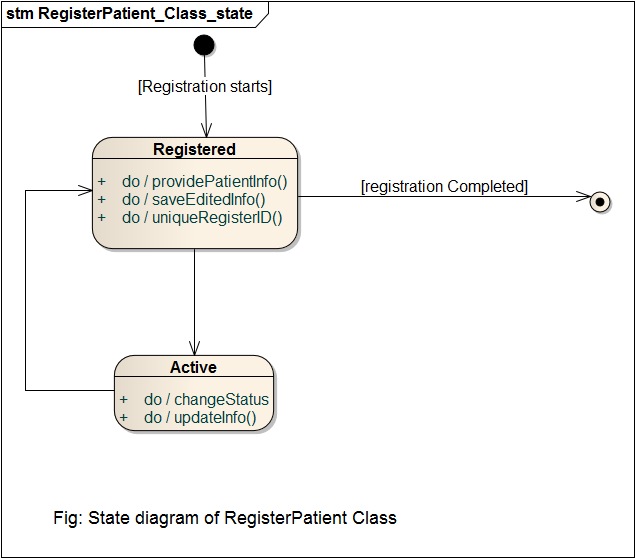 stm RegisterPatient_Class_state
[Registration starts]
Registered
+ do / providePatientInfo()
+ do / saveEditedInfo()
+ do / uniqueRegisterID()
[registration Completed]
Active
+ do / changeStatus
+ do / updateInfo()
Fig: State diagram of RegisterPatient Class